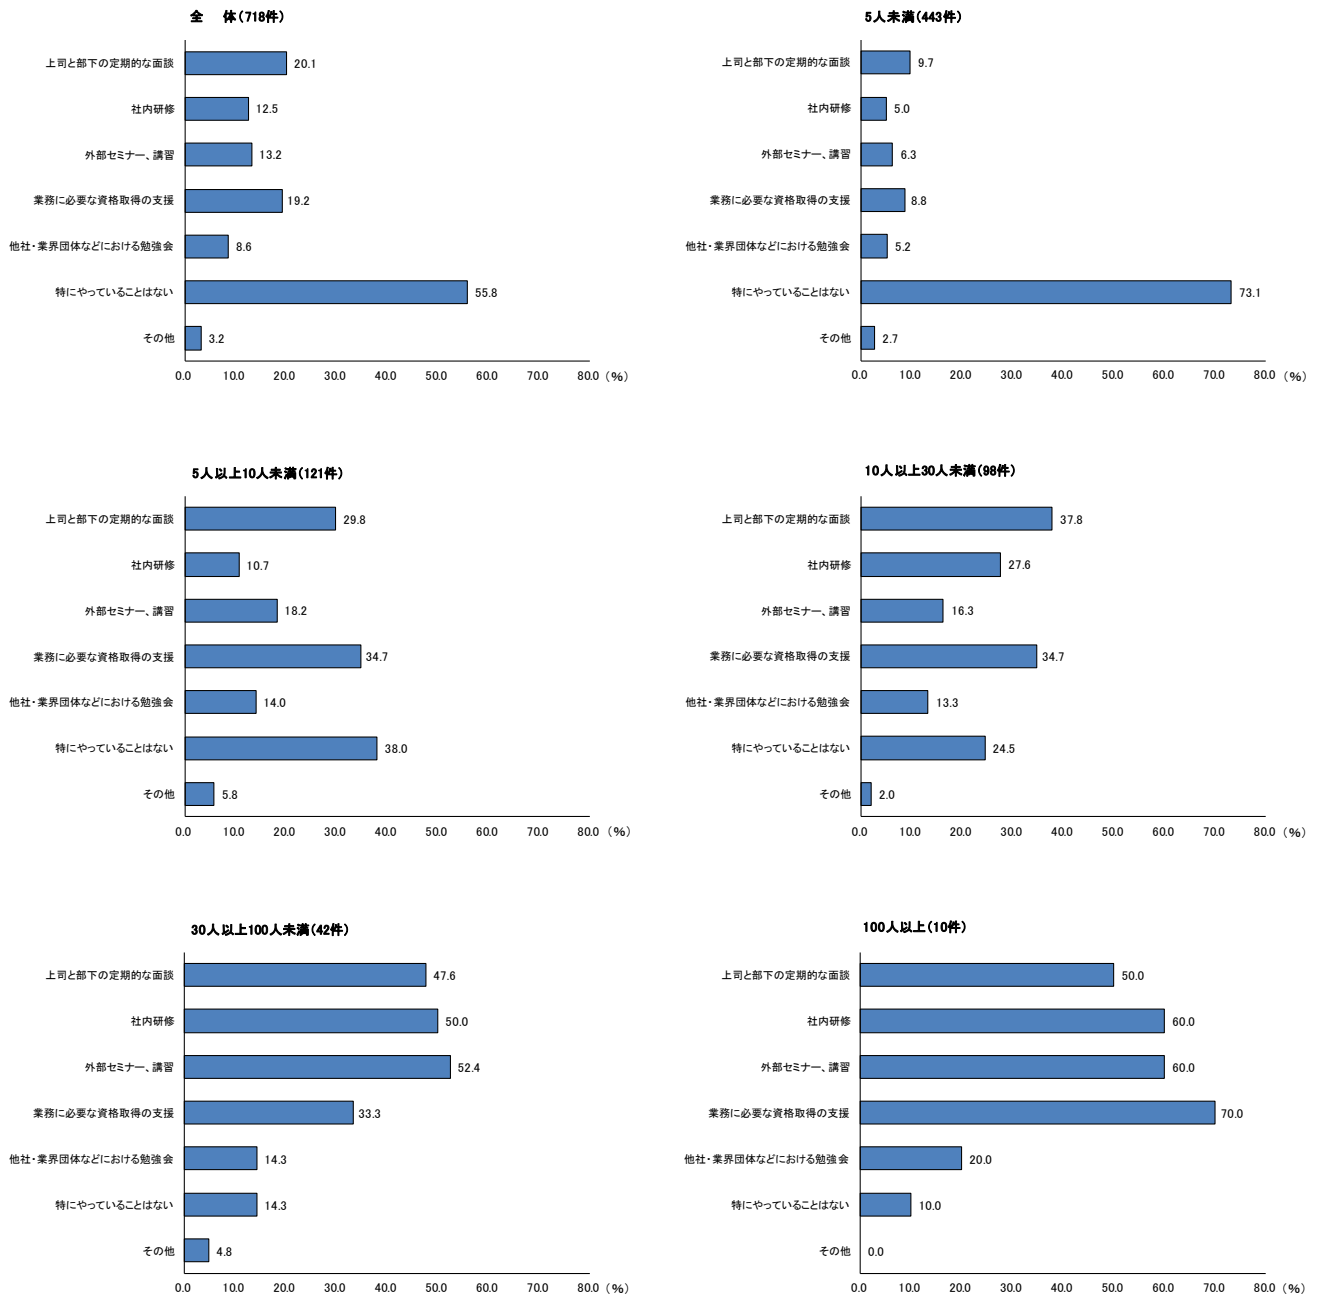 全　体（718件）
上司と部下の定期的な面談 20.1
社内研修 12.5
外部セミナー、講習 13.2
業務に必要な資格取得の支援 19.2
他社・業界団体などにおける勉強会 8.6
特にやっていることはない 55.8
その他 3.2
0.0 10.0 20.0 30.0 40.0 50.0 60.0 70.0 80.0（%）
5人未満（443件）
上司と部下の定期的な面談 9.7
社内研修 5.0
外部セミナー、講習 6.3
業務に必要な資格取得の支援 8.8
他社・業界団体などにおける勉強会 5.2
特にやっていることはない 73.1
その他 2.7
0.0 10.0 20.0 30.0 40.0 50.0 60.0 70.0 80.0（%）
5人以上10人未満（121件）
上司と部下の定期的な面談 29.8
社内研修 10.7
外部セミナー、講習 18.2
業務に必要な資格取得の支援 34.7
他社・業界団体などにおける勉強会 14.0
特にやっていることはない 38.0
その他 5.8
0.0 10.0 20.0 30.0 40.0 50.0 60.0 70.0 80.0（%）
10人以上30人未満（98件）
上司と部下の定期的な面談 37.8
社内研修 27.6
外部セミナー、講習 16.3
業務に必要な資格取得の支援 34.7
他社・業界団体などにおける勉強会 13.3
特にやっていることはない 24.5
その他 2.0
0.0 10.0 20.0 30.0 40.0 50.0 60.0 70.0 80.0（%）
30人以上100人未満（42件）
上司と部下の定期的な面談 47.6
社内研修 50.0
外部セミナー、講習 52.4
業務に必要な資格取得の支援 33.3
他社・業界団体などにおける勉強会 14.3
特にやっていることはない 14.3
その他 4.8
0.0 10.0 20.0 30.0 40.0 50.0 60.0 70.0 80.0（%）
100人以上（10件）
上司と部下の定期的な面談 50.0
社内研修 60.0
外部セミナー、講習 60.0
業務に必要な資格取得の支援 70.0
他社・業界団体などにおける勉強会 20.0
特にやっていることはない 10.0
その他 0.0
0.0 10.0 20.0 30.0 40.0 50.0 60.0 70.0 80.0（%）